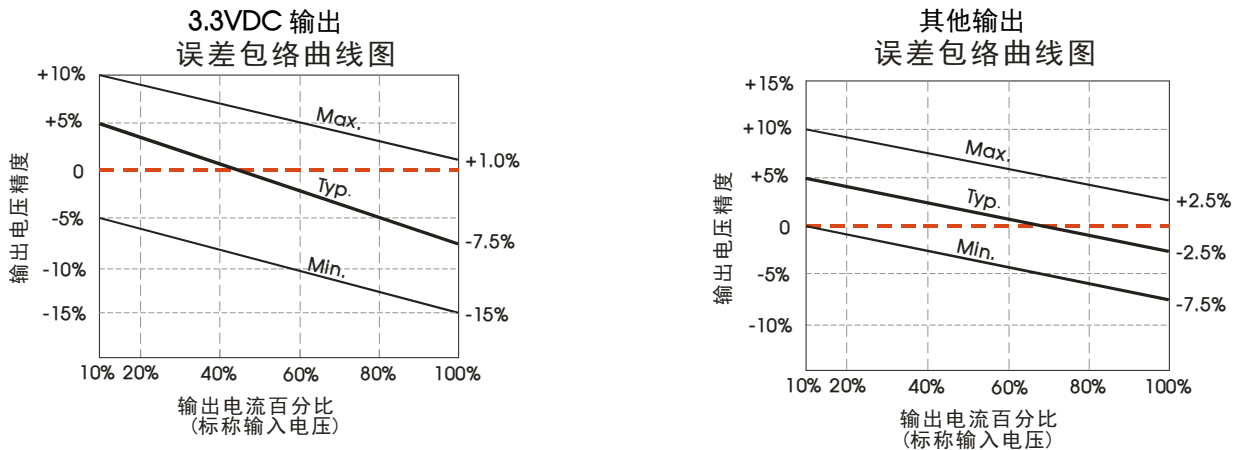 3.3VDC 输出
误差包络曲线图
+10%
+5%
0
-5%
-10%
-15%
Max.
Typ.
Min.
+1.0%
-7.5%
-15%
输出电压精度
10% 20% 40% 60% 80% 100%
输出电流百分比
(标称输入电压)
其他输出
误差包络曲线图
+15%
+10%
+5%
0
-5%
-10%
Max.
Typ.
Min.
+2.5%
-2.5%
-7.5%
输出电压精度
10% 20% 40% 60% 80% 100%
输出电流百分比
(标称输入电压)